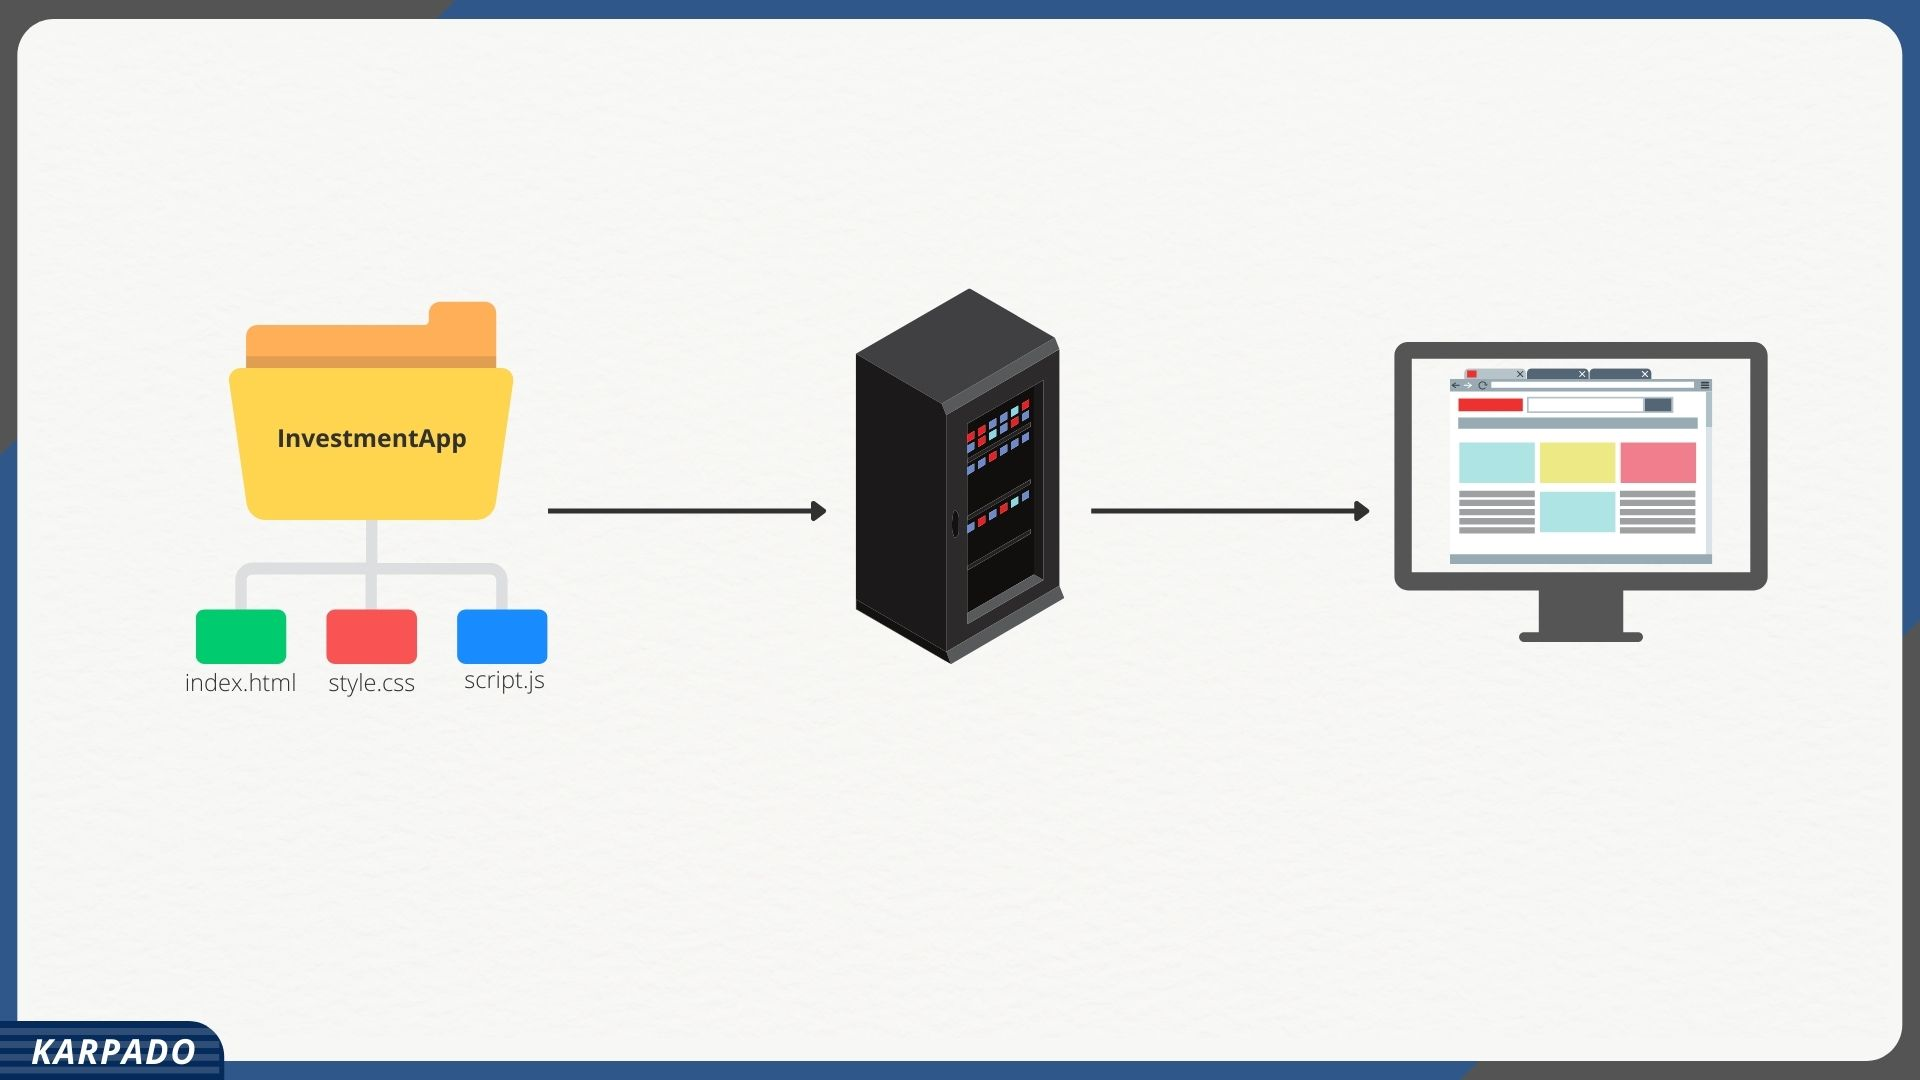 InvestmentApp
index.html
style.css
script.js
KARPADO